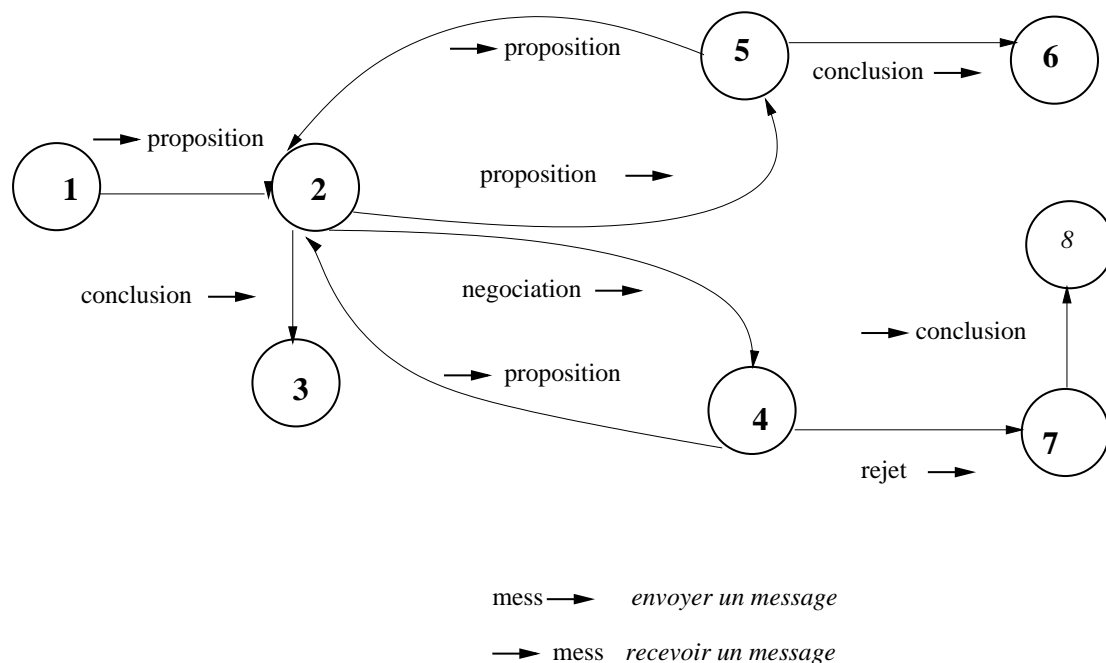 → proposition
5
6
conclusion →
→ proposition
1
2
proposition →
8
conclusion →
negociation →
→ conclusion
→ proposition
3
4
7
rejet →
mess → envoyer un message
→ mess recevoir un message